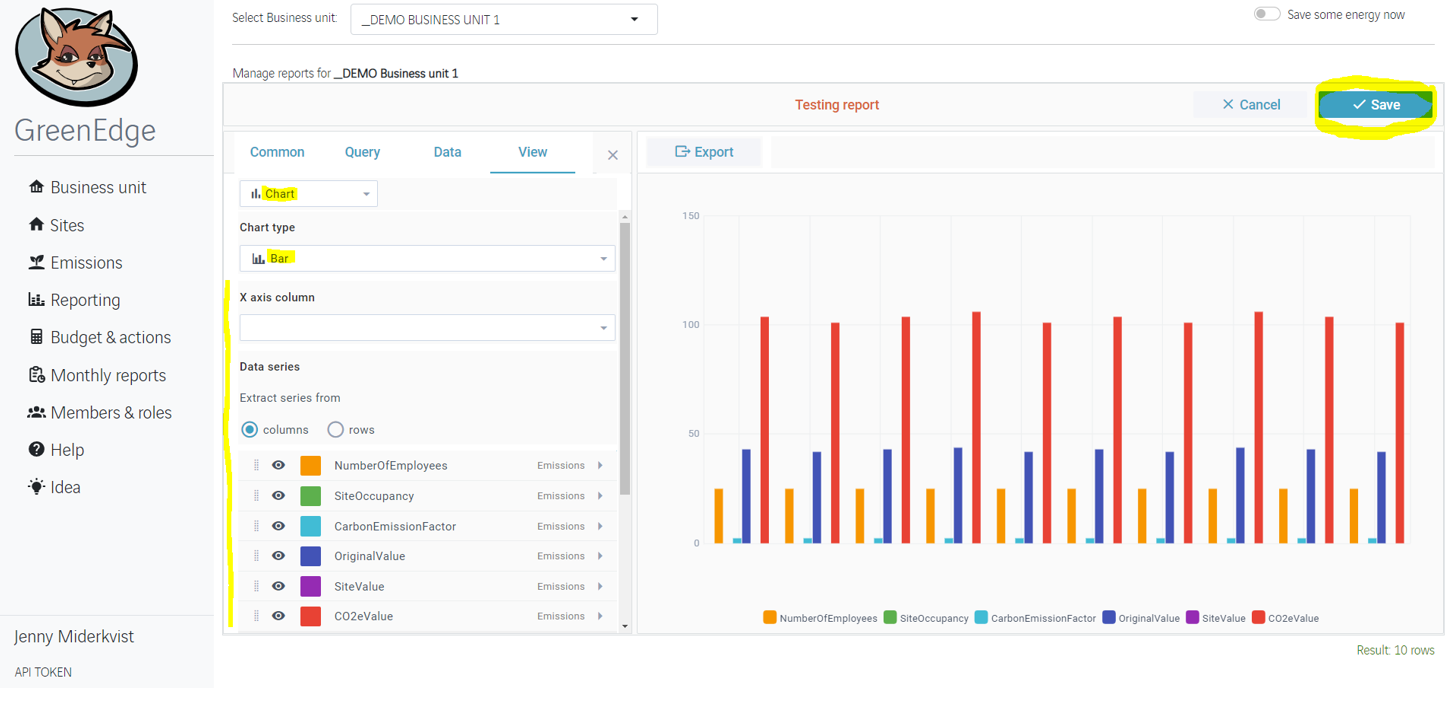 Select Business unit: __DEMO BUSINESS UNIT 1
Save some energy now
GreenEdge
Business unit
Sites
Emissions
Reporting
Budget & actions
Monthly reports
Members & roles
Help
Idea
Jenny Miderkvist
API TOKEN
Manage reports for __DEMO Business unit 1
Testing report
Cancel
Save
Common Query Data View
Chart
Chart type
Bar
X axis column
Data series
Extract series from
columns rows
NumberOfEmployees Emissions
SiteOccupancy Emissions
CarbonEmissionFactor Emissions
OriginalValue Emissions
SiteValue Emissions
CO2eValue Emissions
Export
150
100
50
0
NumberOfEmployees SiteOccupancy CarbonEmissionFactor OriginalValue SiteValue CO2eValue
Result: 10 rows